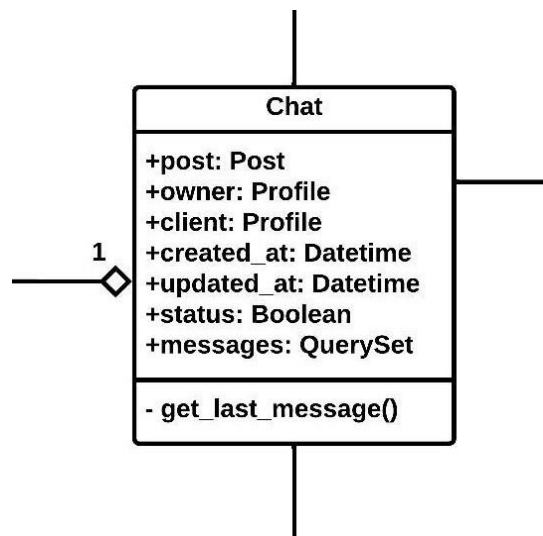 Chat
+post: Post
+owner: Profile
+client: Profile
1
+created_at: Datetime
+updated_at: Datetime
+status: Boolean
+messages: QuerySet
- get_last_message()